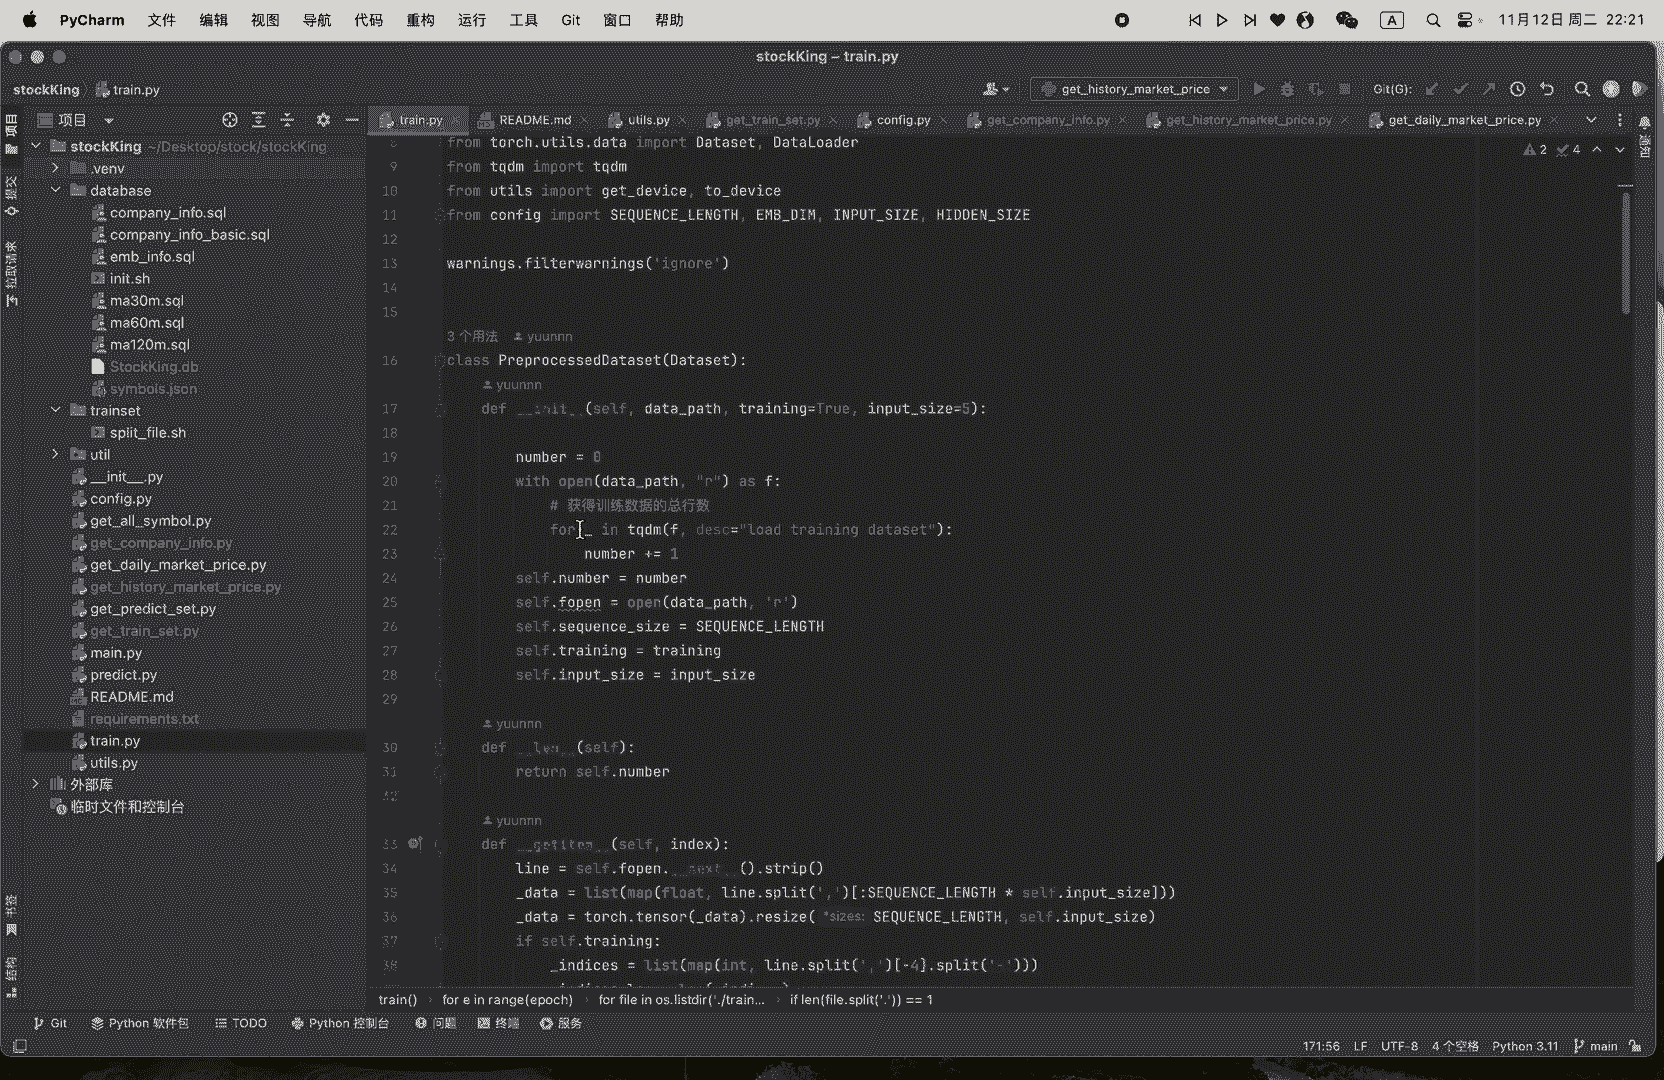 PyCharm 文件 编辑 视图 导航 代码 重构 运行 工具 Git 窗口 帮助 A 11月12日 周二 22:21
stockKing – train.py
stockKing train.py get_history_market_price Git(G):
项目 train.py README.md utils.py get_train_set.py config.py get_company_info.py get_history_market_price.py get_daily_market_price.py
项目
提交
拉取请求
书签
结构
通知
stockKing ~/Desktop/stock/stockKing
.venv
database
company_info.sql
company_info_basic.sql
emb_info.sql
init.sh
ma30m.sql
ma60m.sql
ma120m.sql
StockKing.db
symbols.json
trainset
split_file.sh
util
__init__.py
config.py
get_all_symbol.py
get_company_info.py
get_daily_market_price.py
get_history_market_price.py
get_predict_set.py
get_train_set.py
main.py
predict.py
README.md
requirements.txt
train.py
utils.py
外部库
临时文件和控制台
2 4
8 from torch.utils.data import Dataset, DataLoader
9 from tqdm import tqdm
10 from utils import get_device, to_device
11 from config import SEQUENCE_LENGTH, EMB_DIM, INPUT_SIZE, HIDDEN_SIZE
12
13 warnings.filterwarnings('ignore')
14
15
3 个用法 yuunnn
16 class PreprocessedDataset(Dataset):
yuunnn
17 def __init__(self, data_path, training=True, input_size=5):
18
19 number = 0
20 with open(data_path, "r") as f:
21 # 获得训练数据的总行数
22 for _ in tqdm(f, desc="load training dataset"):
23 number += 1
24 self.number = number
25 self.fopen = open(data_path, 'r')
26 self.sequence_size = SEQUENCE_LENGTH
27 self.training = training
28 self.input_size = input_size
29
yuunnn
30 def __len__(self):
31 return self.number
32
yuunnn
33 def __getitem__(self, index):
34 line = self.fopen.__next__().strip()
35 _data = list(map(float, line.split(',')[:SEQUENCE_LENGTH * self.input_size]))
36 _data = torch.tensor(_data).resize( *sizes: SEQUENCE_LENGTH, self.input_size)
37 if self.training:
38 _indices = list(map(int, line.split(',')[-4].split('-')))
train() › for e in range(epoch) › for file in os.listdir('./train... › if len(file.split('.')) == 1
Git Python 软件包 TODO Python 控制台 问题 终端 服务
171:56 LF UTF-8 4 个空格 Python 3.11 main